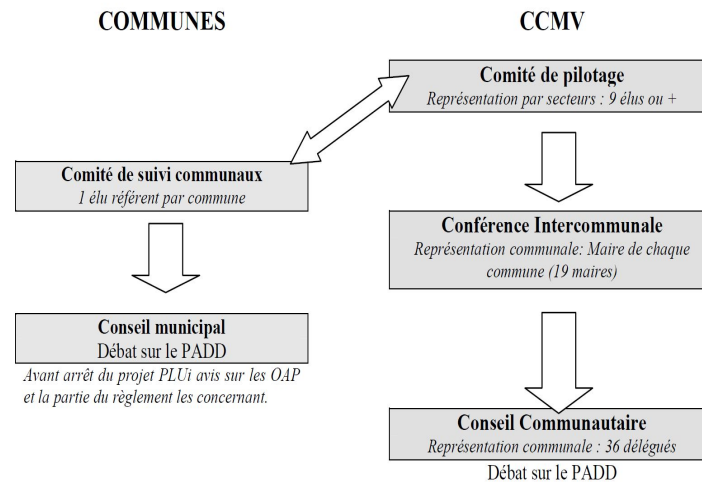 COMMUNES
Comité de suivi communaux
1 élu référent par commune
Conseil municipal
Débat sur le PADD
Avant arrêt du projet PLUi avis sur les OAP
et la partie du règlement les concernant.
CCMV
Comité de pilotage
Représentation par secteurs : 9 élus ou +
Conférence Intercommunale
Représentation communale: Maire de chaque
commune (19 maires)
Conseil Communautaire
Représentation communale : 36 délégués
Débat sur le PADD